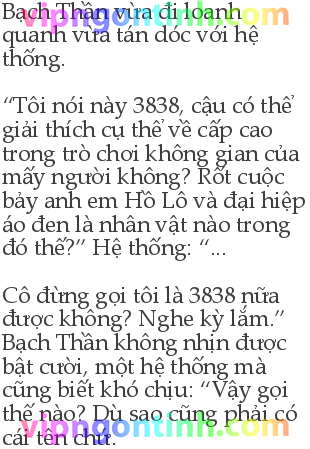 Bạch Thần vừa đi loanh
quanh vừa tán dóc với hệ
thống.
“Tôi nói này 3838, cậu có thể
giải thích cụ thể về cấp cao
trong trò chơi không gian của
mấy người không? Rốt cuộc
bảy anh em Hồ Lô và đại hiệp
áo đen là nhân vật nào trong
đó thế?” Hệ thống: “...
Cô đừng gọi tôi là 3838 nữa
được không? Nghe kỳ lắm.”
Bạch Thần không nhịn được
bật cười, một hệ thống mà
cũng biết khó chịu: “Vậy gọi
thế nào? Dù sao cũng phải có
cái tên chứ.
vipngontinh.com
vipngontinh.com